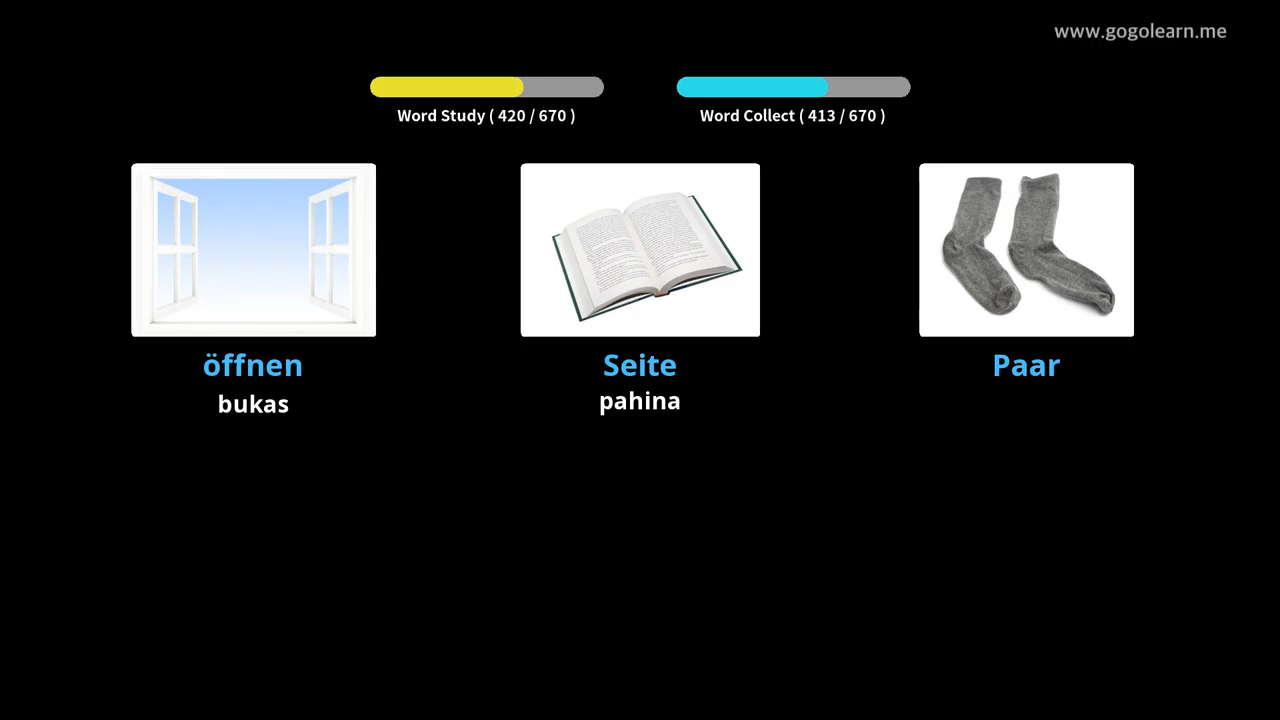 www.gogolearn.me
Word Study ( 420 / 670 )
Word Collect ( 413 / 670 )
öffnen
bukas
Seite
pahina
Paar